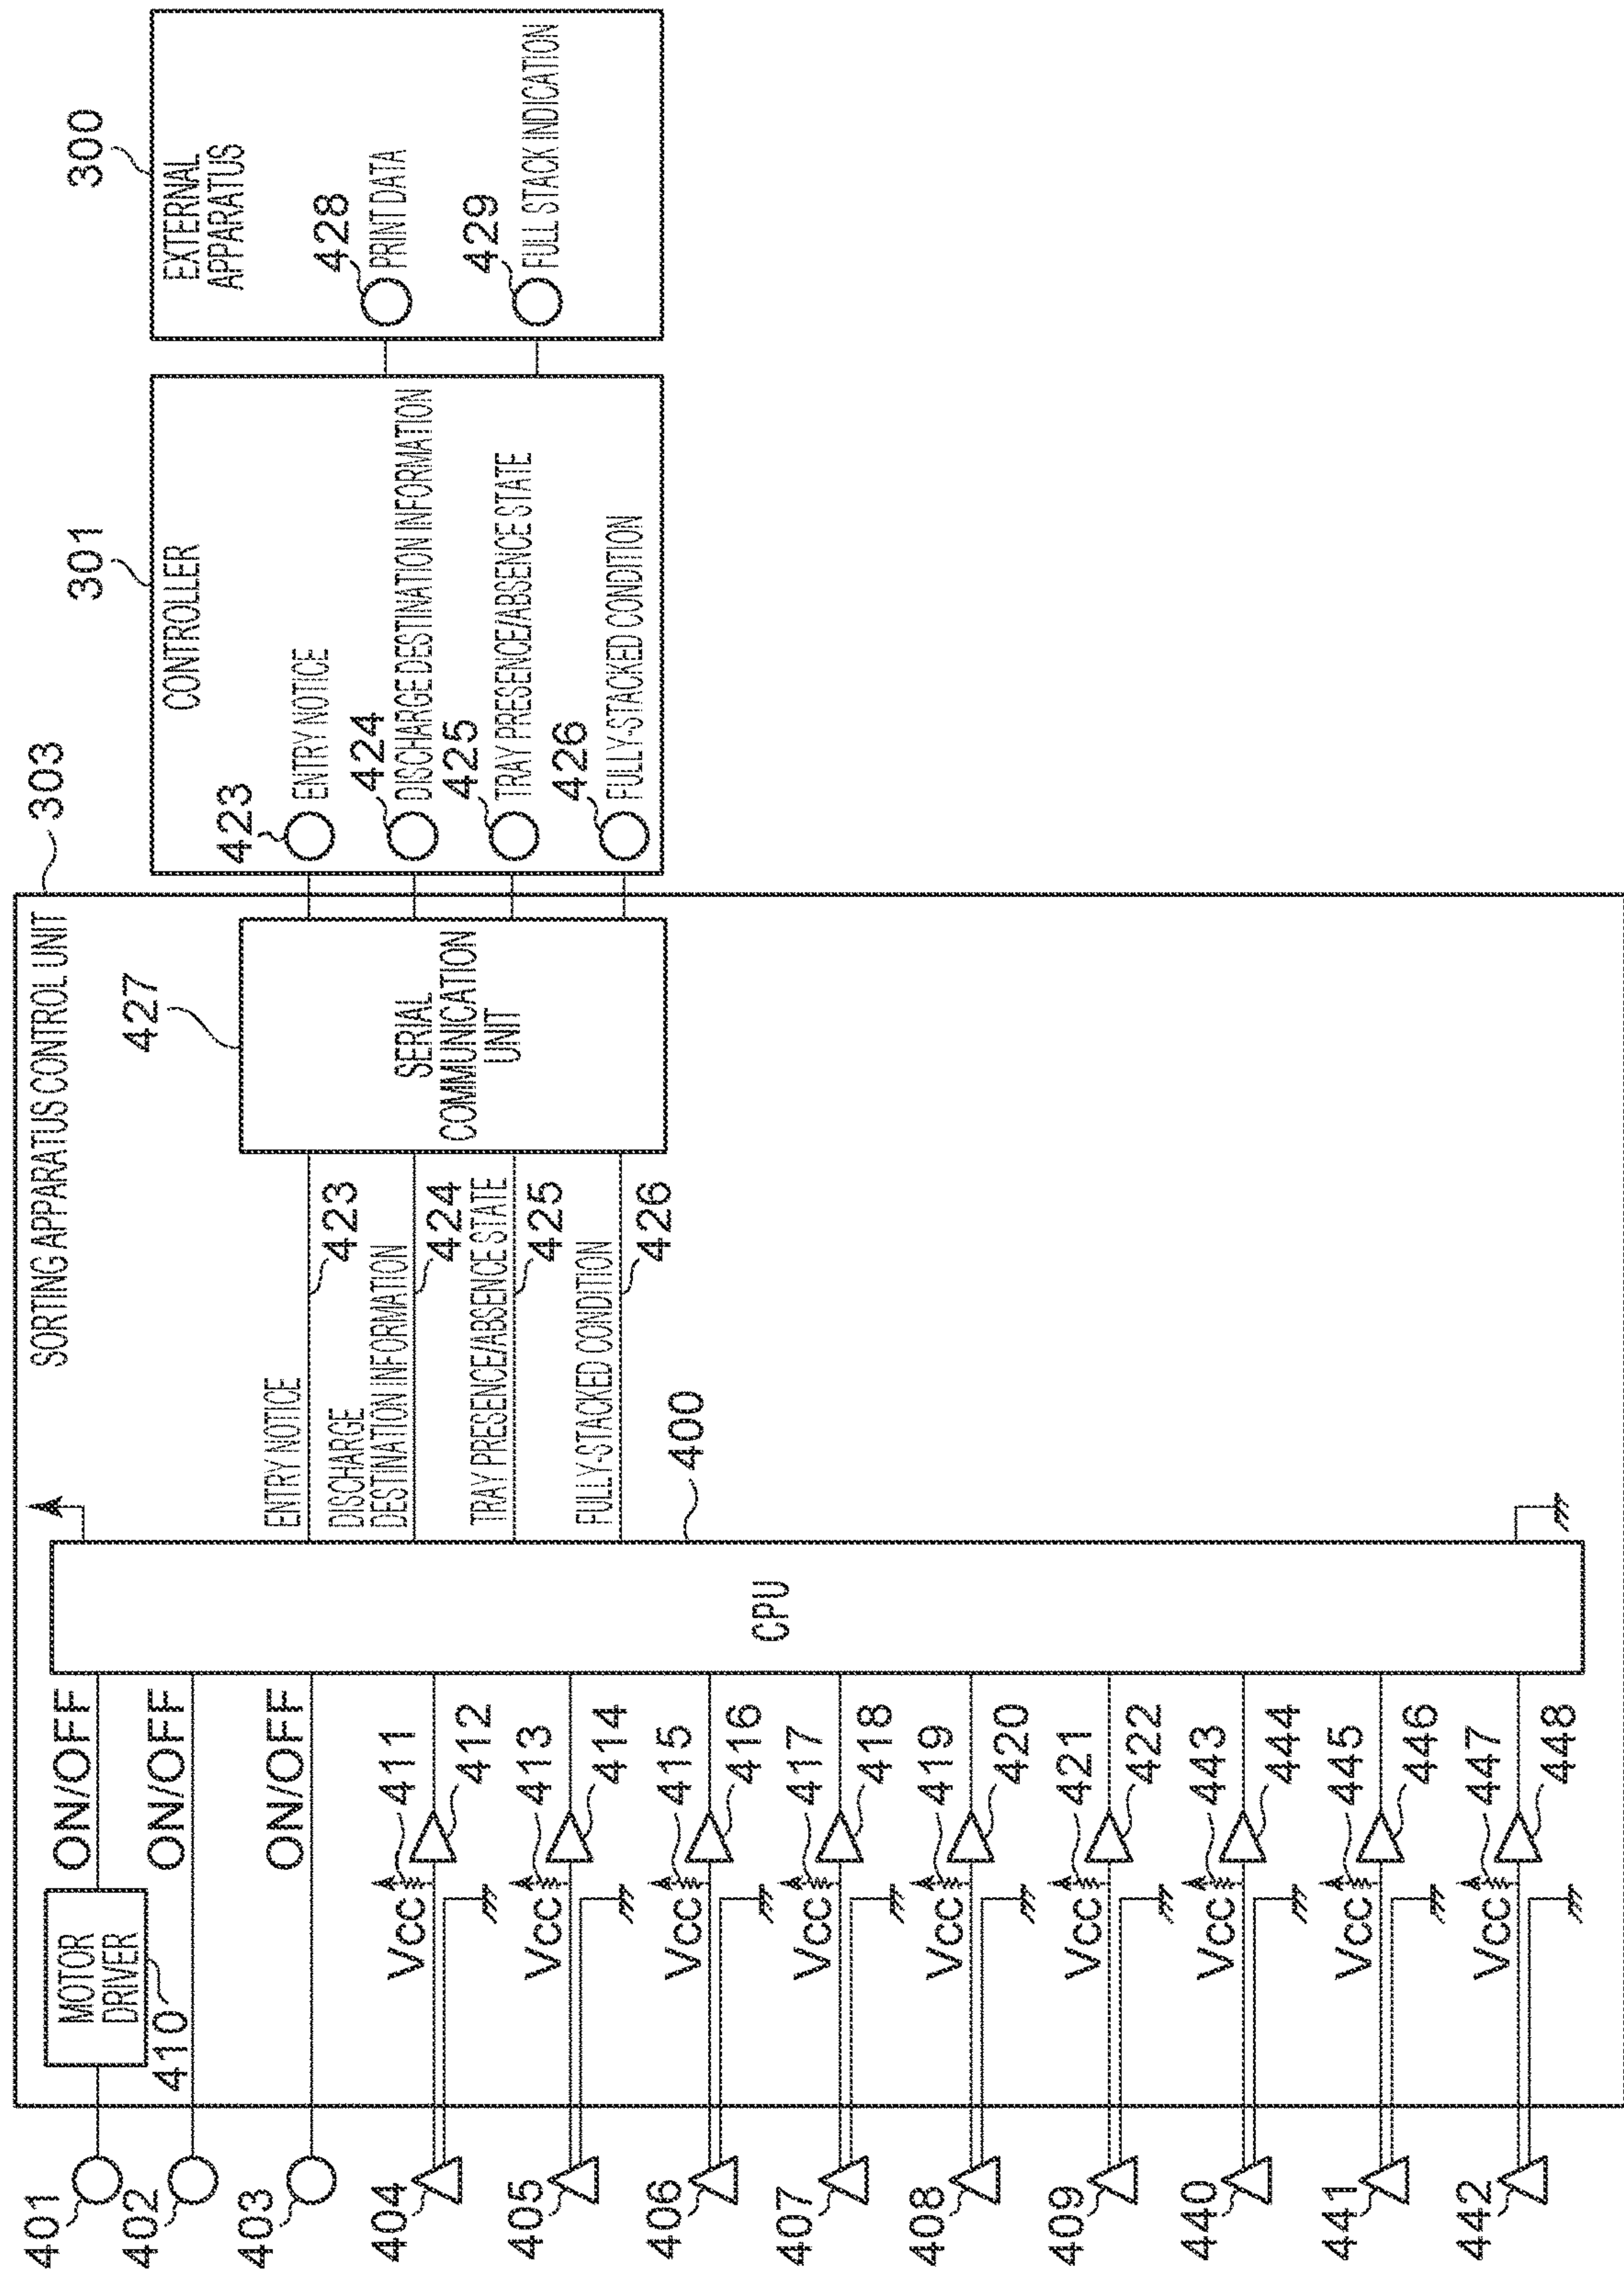 300
EXTERNAL
APPARATUS
428
PRINT DATA
429
FULL STACK INDICATION
301
CONTROLLER
423
ENTRY NOTICE
424
DISCHARGE DESTINATION INFORMATION
425
TRAY PRESENCE/ABSENCE STATE
426
FULLY-STACKED CONDITION
303
SORTING APPARATUS CONTROL UNIT
427
SERIAL
COMMUNICATION
UNIT
ENTRY NOTICE
423
DISCHARGE
DESTINATION INFORMATION
424
TRAY PRESENCE/ABSENCE STATE
425
FULLY-STACKED CONDITION
426
400
CPU
ON/OFF
ON/OFF
ON/OFF
MOTOR
DRIVER
410
Vcc
411
412
Vcc
413
414
Vcc
415
416
Vcc
417
418
Vcc
419
420
Vcc
421
422
Vcc
443
444
Vcc
445
446
Vcc
447
448
401
402
403
404
405
406
407
408
409
440
441
442